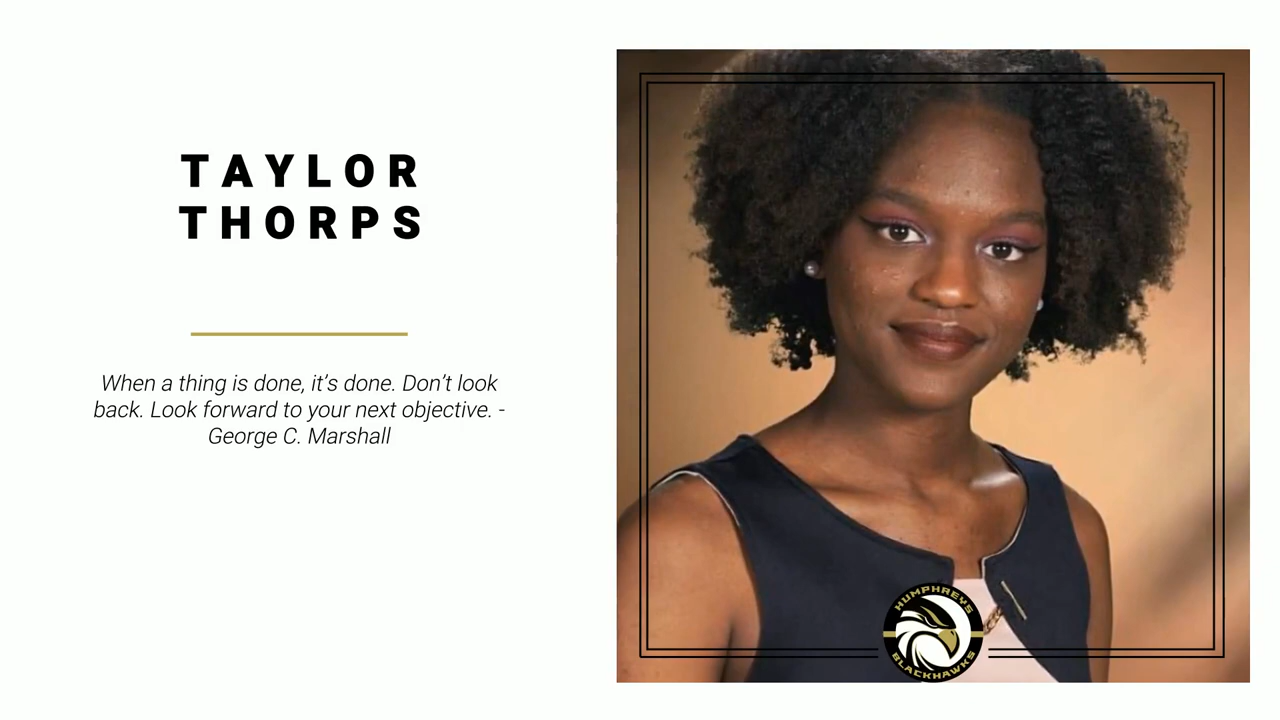 TAYLOR
THORPS
When a thing is done, it's done. Don't look
back. Look forward to your next objective. -
George C. Marshall
HUMPHREYS
BLACKHAWKS